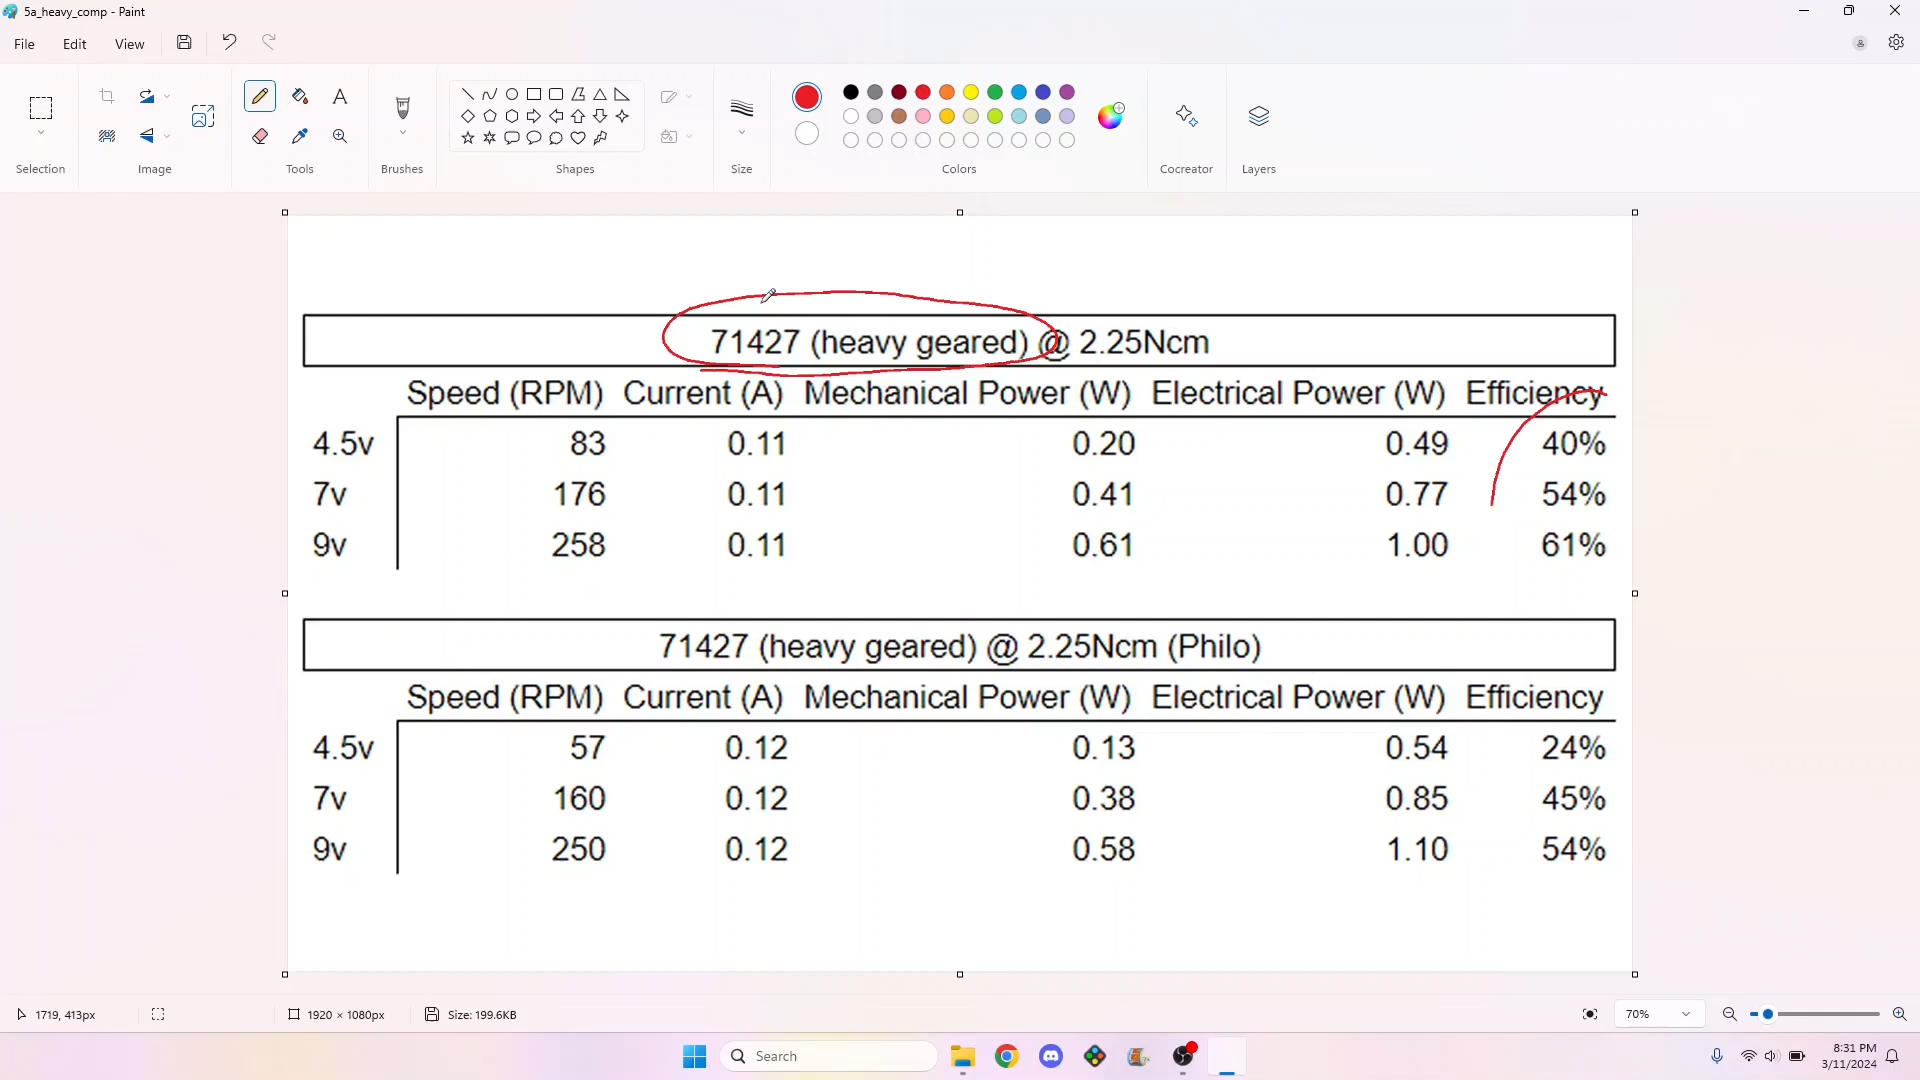 5a_heavy_comp - Paint
File Edit View
Selection Image Tools Brushes Shapes Size Colors Cocreator Layers
71427 (heavy geared) @ 2.25Ncm
Speed (RPM) Current (A) Mechanical Power (W) Electrical Power (W) Efficiency
4.5v 83 0.11 0.20 0.49 40%
7v 176 0.11 0.41 0.77 54%
9v 258 0.11 0.61 1.00 61%
71427 (heavy geared) @ 2.25Ncm (Philo)
Speed (RPM) Current (A) Mechanical Power (W) Electrical Power (W) Efficiency
4.5v 57 0.12 0.13 0.54 24%
7v 160 0.12 0.38 0.85 45%
9v 250 0.12 0.58 1.10 54%
1719, 413px 1920 × 1080px Size: 199.6KB 70%
Search 8:31 PM
3/11/2024